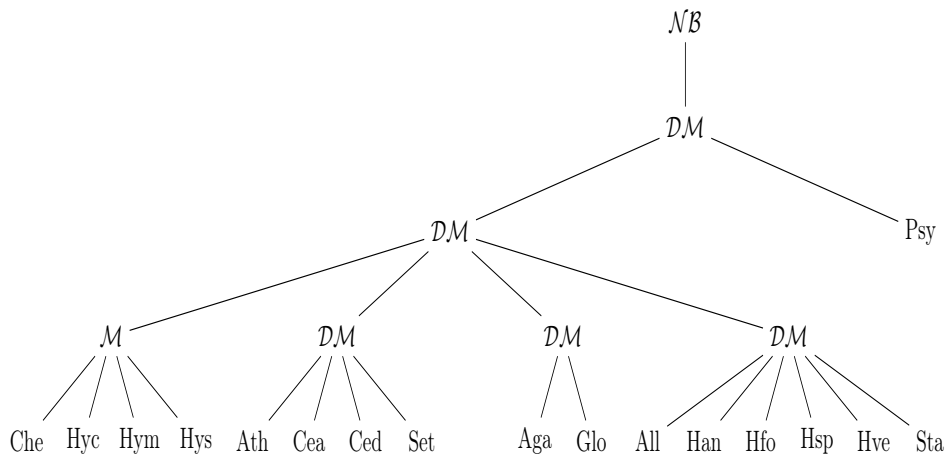 𝒩ℬ
𝒟ℳ
𝒟ℳ Psy
ℳ 𝒟ℳ 𝒟ℳ 𝒟ℳ
Che Hyc Hym Hys Ath Cea Ced Set Aga Glo All Han Hfo Hsp Hve Sta